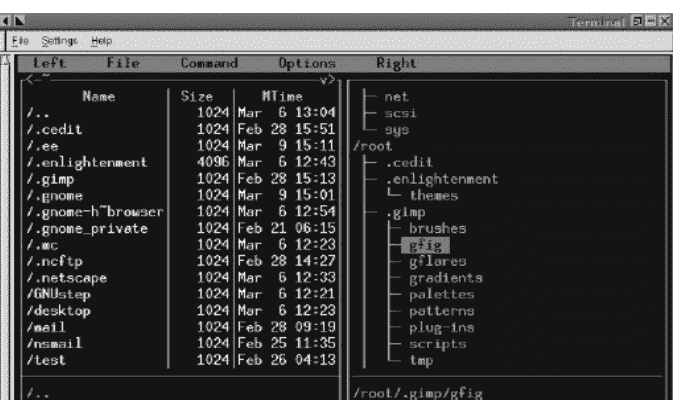 Terminal
File Settings Help
Left File Command Options Right
<-~ v>
Name Size MTime
/.. 1024 Mar 6 13:04
/.cedit 1024 Feb 28 15:51
/.ee 1024 Mar 9 15:11
/.enlightenment 4096 Mar 6 12:43
/.gimp 1024 Feb 28 15:13
/.gnome 1024 Mar 9 15:01
/.gnome-h~browser 1024 Mar 6 12:54
/.gnome_private 1024 Feb 21 06:15
/.mc 1024 Mar 6 12:23
/.ncftp 1024 Feb 28 14:27
/.netscape 1024 Mar 6 12:33
/GNUstep 1024 Mar 6 12:21
/desktop 1024 Mar 6 12:23
/mail 1024 Feb 28 09:19
/nsmail 1024 Feb 25 11:35
/test 1024 Feb 26 04:13
/..
net
scsi
sys
/root
.cedit
.enlightenment
themes
.gimp
brushes
gfig
gflares
gradients
palettes
patterns
plug-ins
scripts
tmp
/root/.gimp/gfig